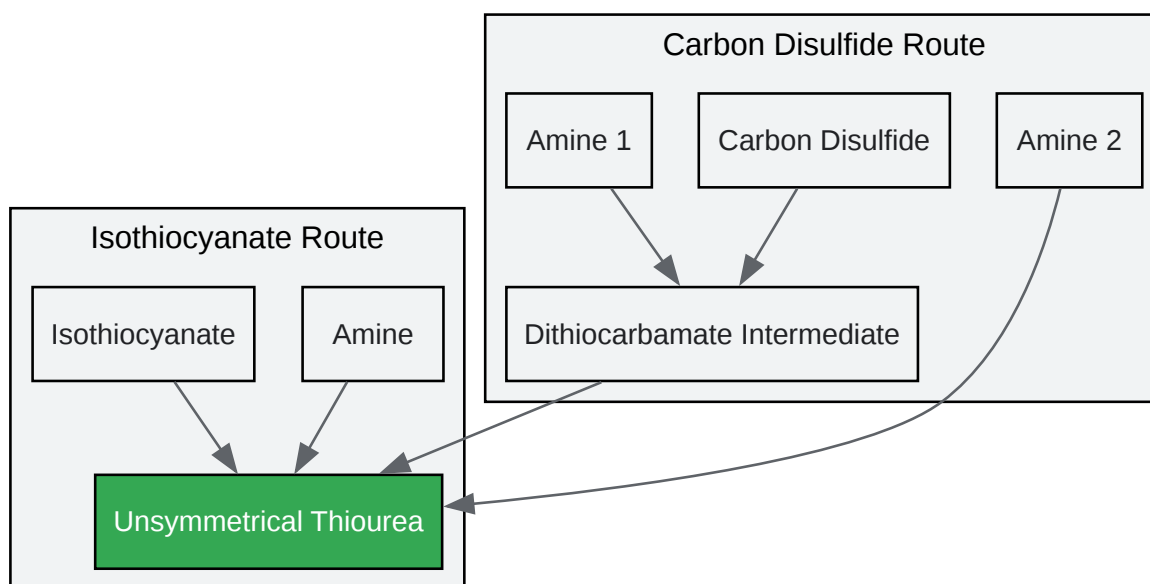 Carbon Disulfide Route
Amine 1
Carbon Disulfide
Amine 2
Dithiocarbamate Intermediate
Isothiocyanate Route
Isothiocyanate
Amine
Unsymmetrical Thiourea